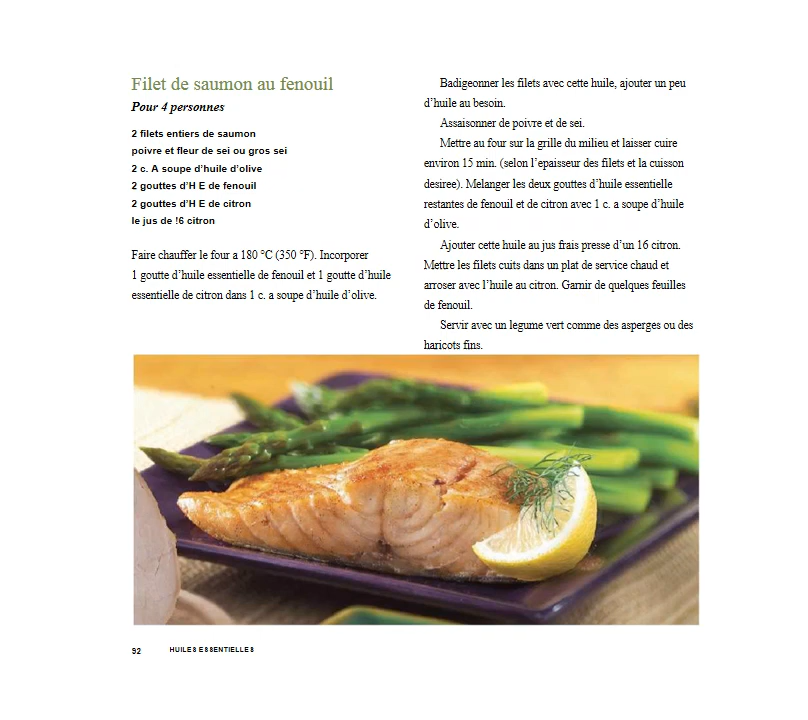 Filet de saumon au fenouil
Pour 4 personnes
2 filets entiers de saumon
poivre et fleur de sei ou gros sei
2 c. A soupe d'huile d'olive
2 gouttes d'H E de fenouil
2 gouttes d'H E de citron
le jus de !6 citron
Faire chauffer le four a 180 °C (350 °F). Incorporer
1 goutte d'huile essentielle de fenouil et 1 goutte d'huile
essentielle de citron dans 1 c. a soupe d'huile d'olive.
Badigeonner les filets avec cette huile, ajouter un peu
d'huile au besoin.
Assaisonner de poivre et de sei.
Mettre au four sur la grille du milieu et laisser cuire
environ 15 min. (selon l'epaisseur des filets et la cuisson
desiree). Melanger les deux gouttes d'huile essentielle
restantes de fenouil et de citron avec 1 c. a soupe d'huile
d'olive.
Ajouter cette huile au jus frais presse d'un 16 citron.
Mettre les filets cuits dans un plat de service chaud et
arroser avec l'huile au citron. Garnir de quelques feuilles
de fenouil.
Servir avec un legume vert comme des asperges ou des
haricots fins.
92 HUILES ESSENTIELLES